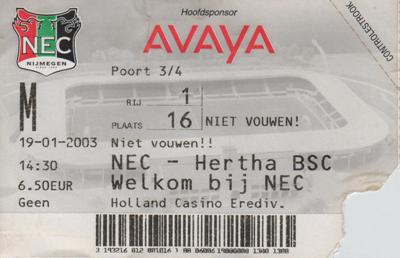 Hoofdsponsor
AVAYA
NEC
NIJMEGEN
CONTROLESTROOK
Poort 3/4
M
RIJ 1
PLAATS 16 NIET VOUWEN!
19-01-2003 Niet vouwen!!
14:30 NEC - Hertha BSC
6.50EUR Welkom bij NEC
Geen Holland Casino Erediv.